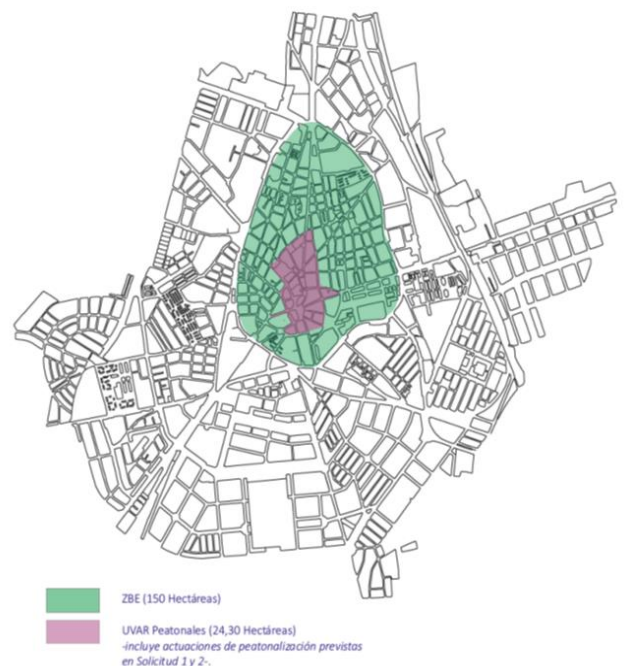 ZBE (150 Hectáreas)
UVAR Peatonales (24,30 Hectáreas)
-incluye actuaciones de peatonalización previstas
en Solicitud 1 y 2-.